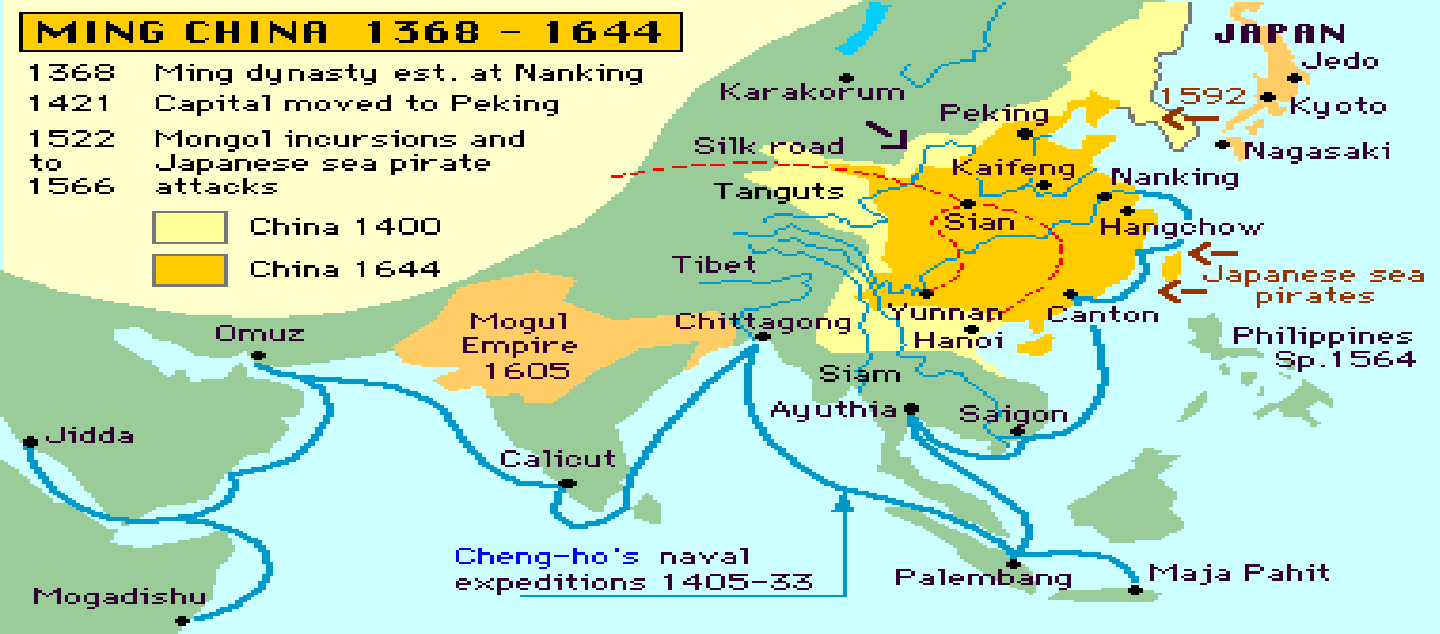 MING CHINA 1368 - 1644
1368 Ming dynasty est. at Nanking
1421 Capital moved to Peking
1522 Mongol incursions and
to Japanese sea pirate
1566 attacks
China 1400
China 1644
JAPAN
Jedo
Kyoto
1592
Nagasaki
Karakorum
Peking
Silk road
Kaifeng
Tanguts
Nanking
Sian
Hangchow
Tibet
Japanese sea
pirates
Yunnan
Canton
Hanoi
Chittagong
Mogul
Empire
1605
Omuz
Philippines
Sp.1564
Siam
Ayuthia
Saigon
Jidda
Calicut
Cheng-ho's naval
expeditions 1405-33
Palembang
Maja Pahit
Mogadishu